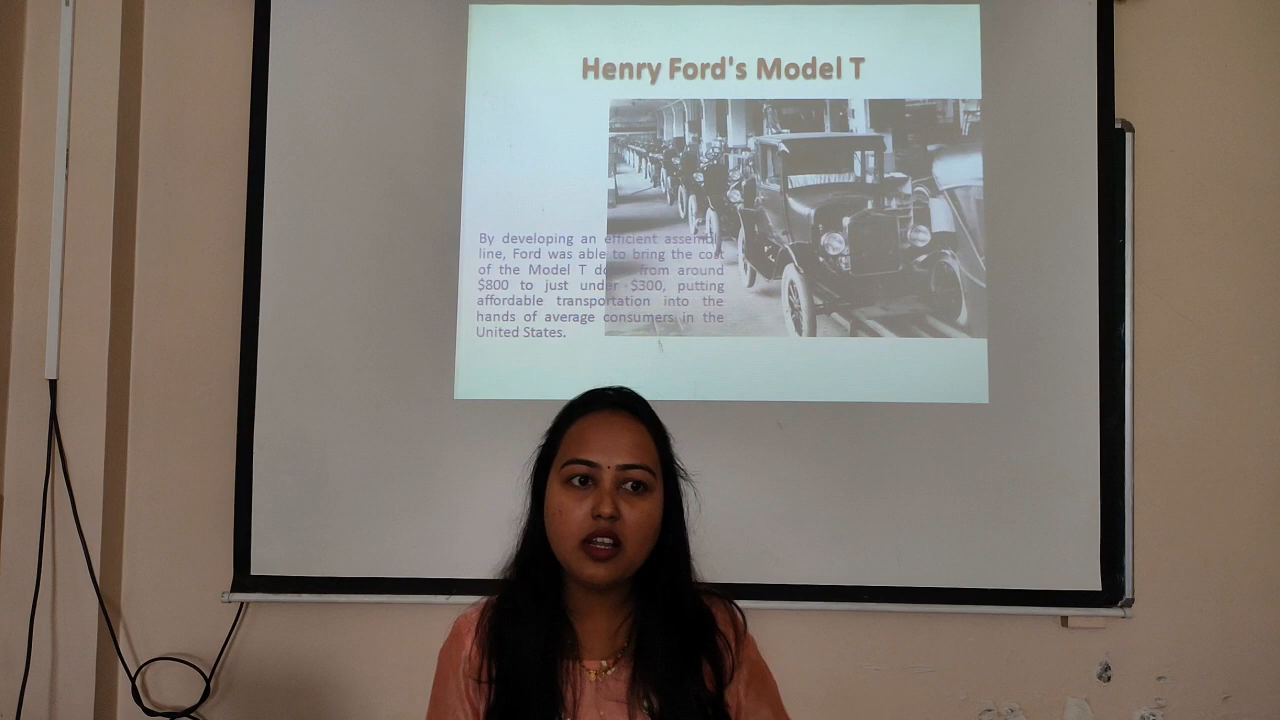 Henry Ford's Model T
By developing an efficient assembly
line, Ford was able to bring the cost
of the Model T from around
$800 to just under $300, putting
affordable transportation into the
hands of average consumers in the
United States.